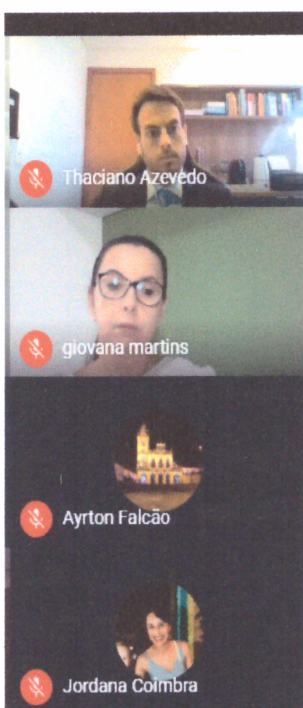 Thaciano Azevedo
giovana martins
Ayrton Falcão
Jordana Coimbra